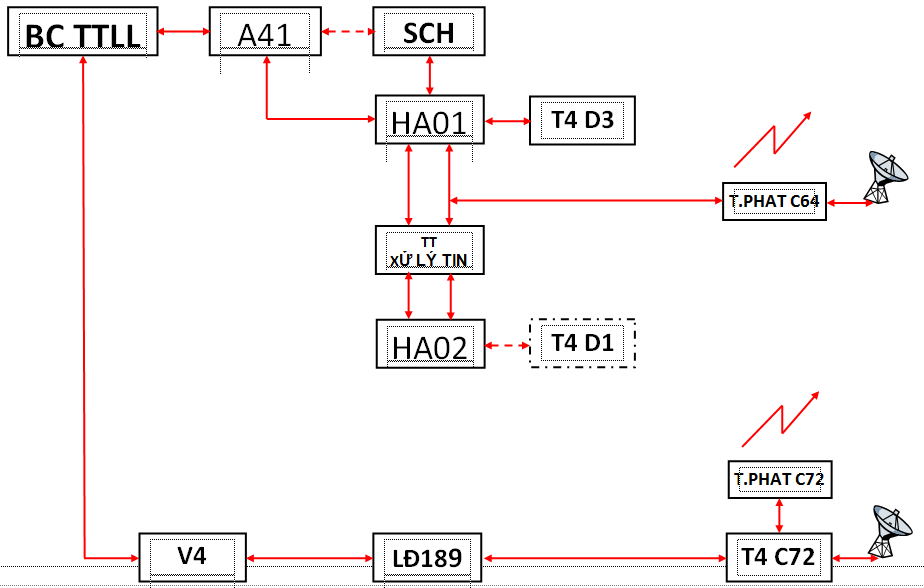 BC TTLL
A41
SCH
HA01
T4 D3
T.PHAT C64
TT
XỬ LÝ TIN
HA02
T4 D1
T.PHAT C72
V4
LĐ189
T4 C72